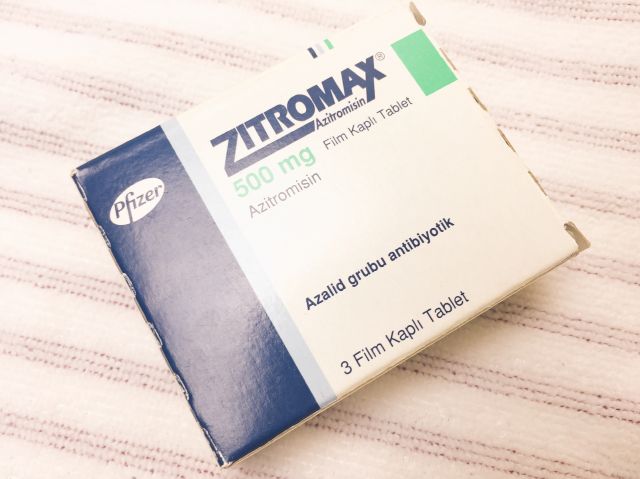 Pfizer
ZITROMAX®
Azitromisin
500 mg Film Kaplı Tablet
Azitromisin
Azalid grubu antibiyotik
3 Film Kaplı Tablet